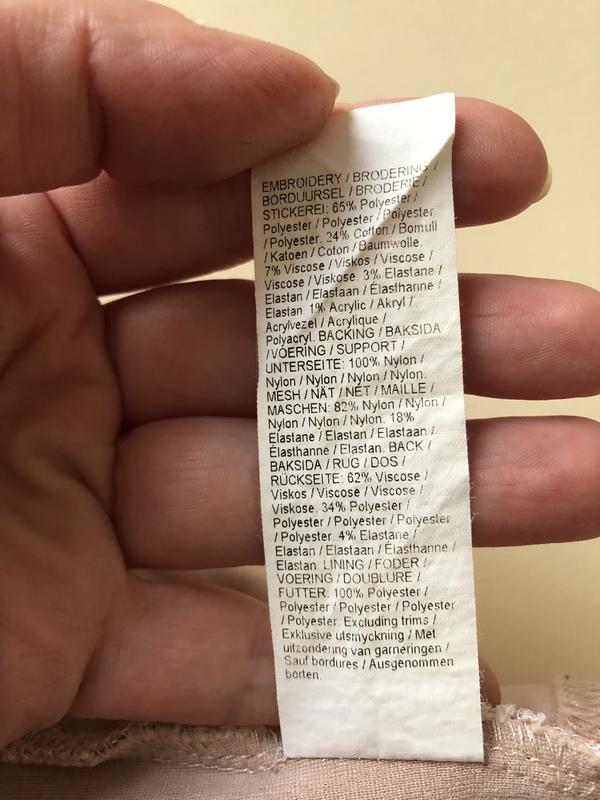 EMBROIDERY / BRODERING /
BORDUURSEL / BRODERIE /
STICKEREI: 65% Polyester /
Polyester / Polyester / Polyester
/ Polyester. 24% Cotton / Bomull
/ Katoen / Coton / Baumwolle.
7% Viscose / Viskos / Viscose /
Viscose / Viskose. 3% Elastane /
Elastan / Elastaan / Élasthanne /
Elastan. 1% Acrylic / Akryl /
Acrylvezel / Acrylique /
Polyacryl. BACKING / BAKSIDA
/ VOERING / SUPPORT /
UNTERSEITE: 100% Nylon /
Nylon / Nylon / Nylon / Nylon.
MESH / NÄT / NET / MAILLE /
MASCHEN: 82% Nylon / Nylon /
Nylon / Nylon / Nylon. 18%
Elastane / Elastan / Elastaan /
Élasthanne / Elastan. BACK /
BAKSIDA / RUG / DOS /
RÜCKSEITE: 62% Viscose /
Viskos / Viscose / Viscose /
Viskose. 34% Polyester /
Polyester / Polyester / Polyester
/ Polyester. 4% Elastane /
Elastan / Elastaan / Élasthanne /
Elastan. LINING / FODER /
VOERING / DOUBLURE /
FUTTER: 100% Polyester /
Polyester / Polyester / Polyester
/ Polyester. Excluding trims /
Exklusive utsmyckning / Met
uitzondering van garneringen /
Sauf bordures / Ausgenommen
borten.